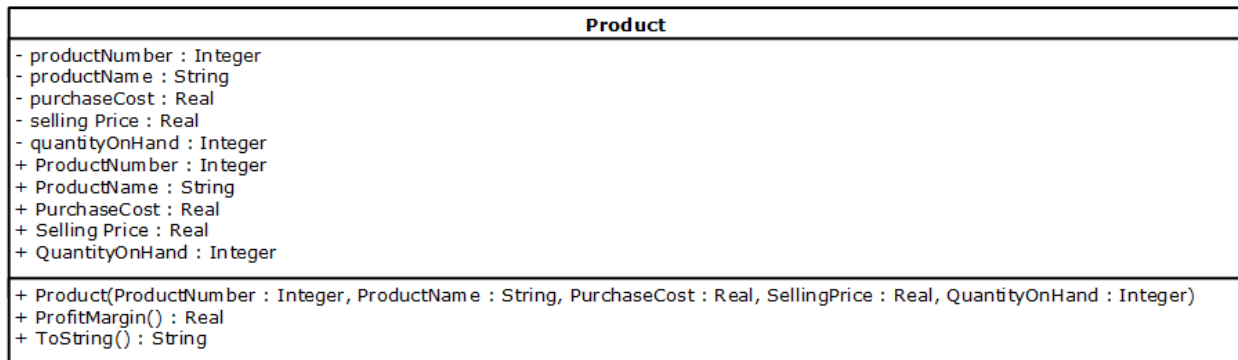 Product
- productNumber : Integer
- productName : String
- purchaseCost : Real
- selling Price : Real
- quantityOnHand : Integer
+ ProductNumber : Integer
+ ProductName : String
+ PurchaseCost : Real
+ Selling Price : Real
+ QuantityOnHand : Integer
+ Product(ProductNumber : Integer, ProductName : String, PurchaseCost : Real, SellingPrice : Real, QuantityOnHand : Integer)
+ ProfitMargin() : Real
+ ToString() : String